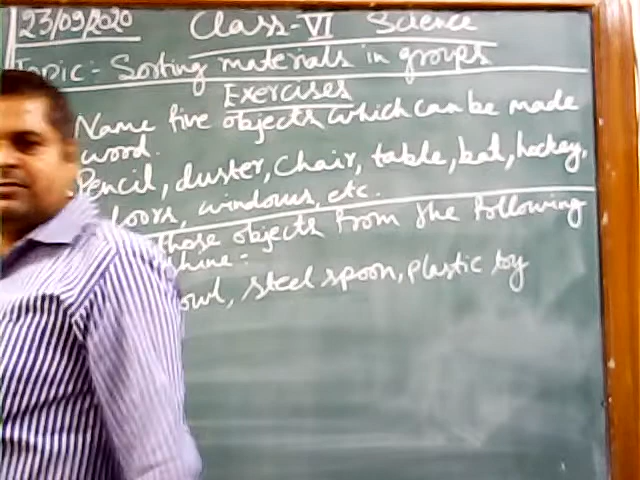 23/09/2020 Class-VI Science
Topic:- Sorting materials in groups
Exercises
Name five objects which can be made
wood.
Pencil, duster, Chair, table, bat, hockey,
doors, windows, etc.
those objects from the following
shine:-
owl, steel spoon, plastic toy